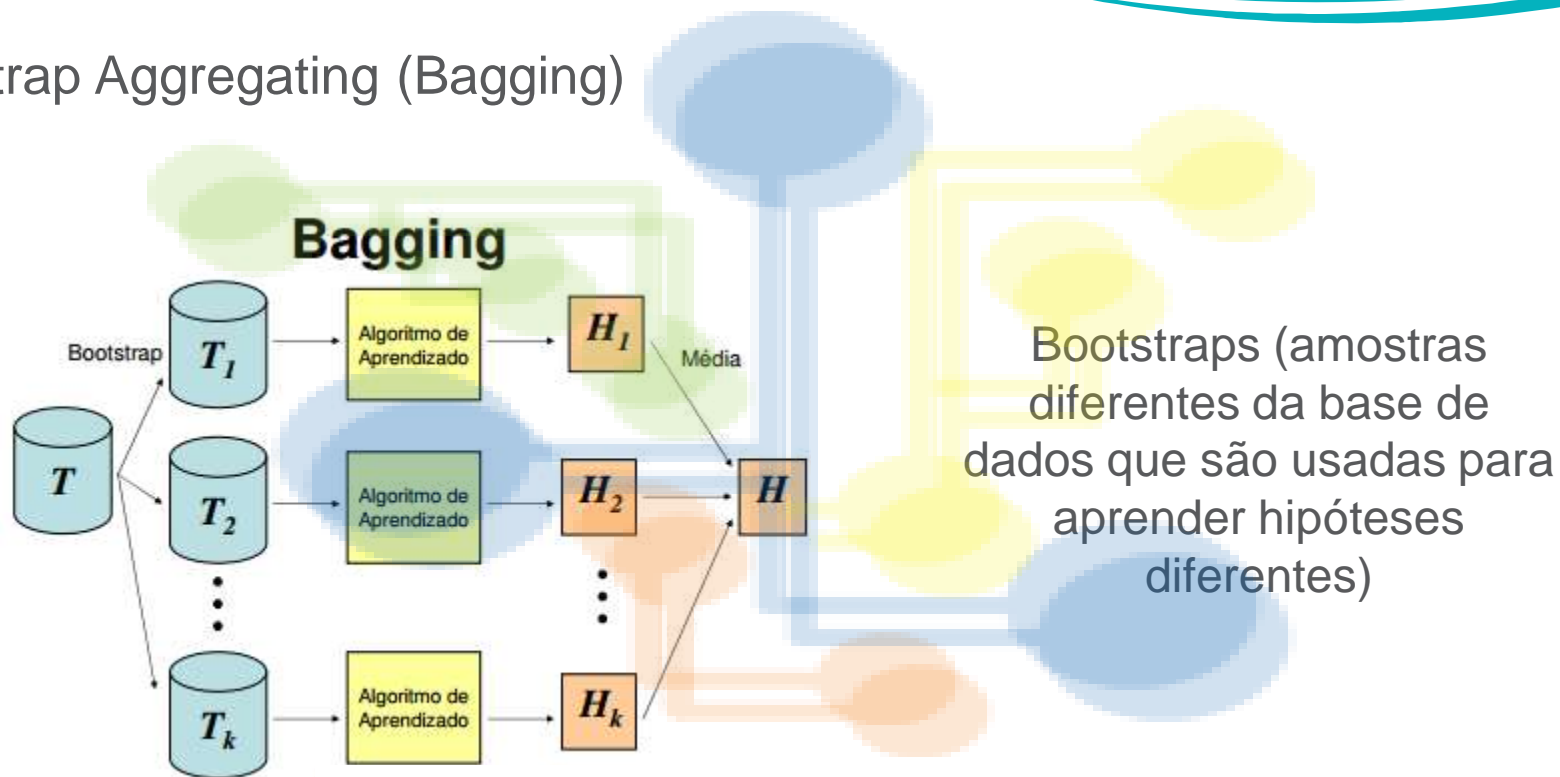 trap Aggregating (Bagging)
Bagging
Bootstrap
T1
Algoritmo de
Aprendizado
H1
Média
T
T2
Algoritmo de
Aprendizado
H2
H
Tk
Algoritmo de
Aprendizado
Hk
Bootstraps (amostras
diferentes da base de
dados que são usadas para
aprender hipóteses
diferentes)